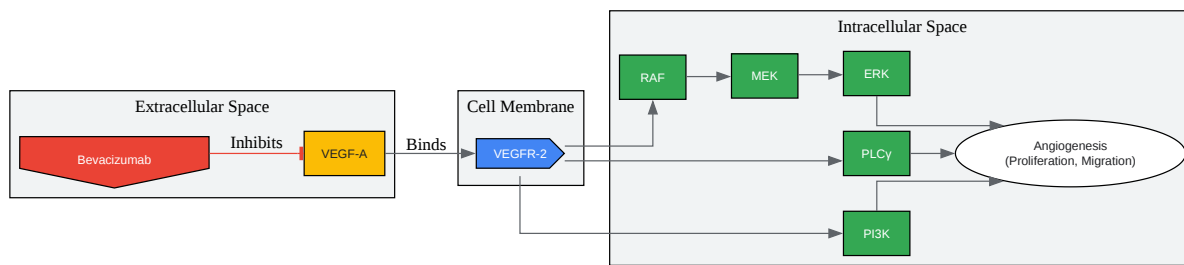 Extracellular Space
Bevacizumab
Inhibits
VEGF-A
Binds
Cell Membrane
VEGFR-2
Intracellular Space
RAF
MEK
ERK
PLCγ
PI3K
Angiogenesis
(Proliferation, Migration)